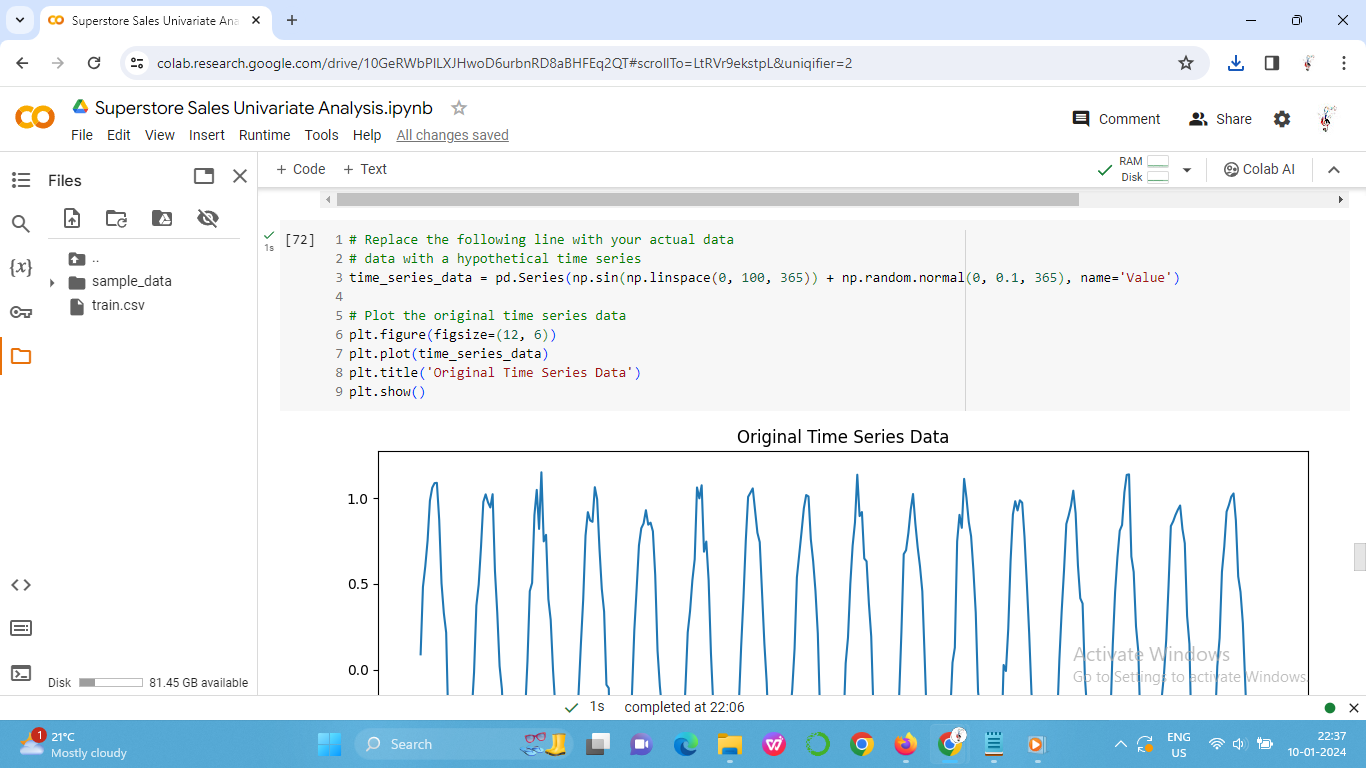 Superstore Sales Univariate Ana
colab.research.google.com/drive/10GeRWbPILXJHwoD6urbnRD8aBHFEq2QT#scrollTo=LtRVr9ekstpL&uniqifier=2
Superstore Sales Univariate Analysis.ipynb
File Edit View Insert Runtime Tools Help All changes saved
Comment Share
Files
+ Code + Text
RAM
Disk
Colab AI
..
sample_data
train.csv
{x}
1s
[72]
1 # Replace the following line with your actual data
2 # data with a hypothetical time series
3 time_series_data = pd.Series(np.sin(np.linspace(0, 100, 365)) + np.random.normal(0, 0.1, 365), name='Value')
4
5 # Plot the original time series data
6 plt.figure(figsize=(12, 6))
7 plt.plot(time_series_data)
8 plt.title('Original Time Series Data')
9 plt.show()
Original Time Series Data
1.0
0.5
0.0
Activate Windows
Go to Settings to activate Windows.
Disk 81.45 GB available
1s completed at 22:06
1
21°C
Mostly cloudy
Search
ENG
US
22:37
10-01-2024